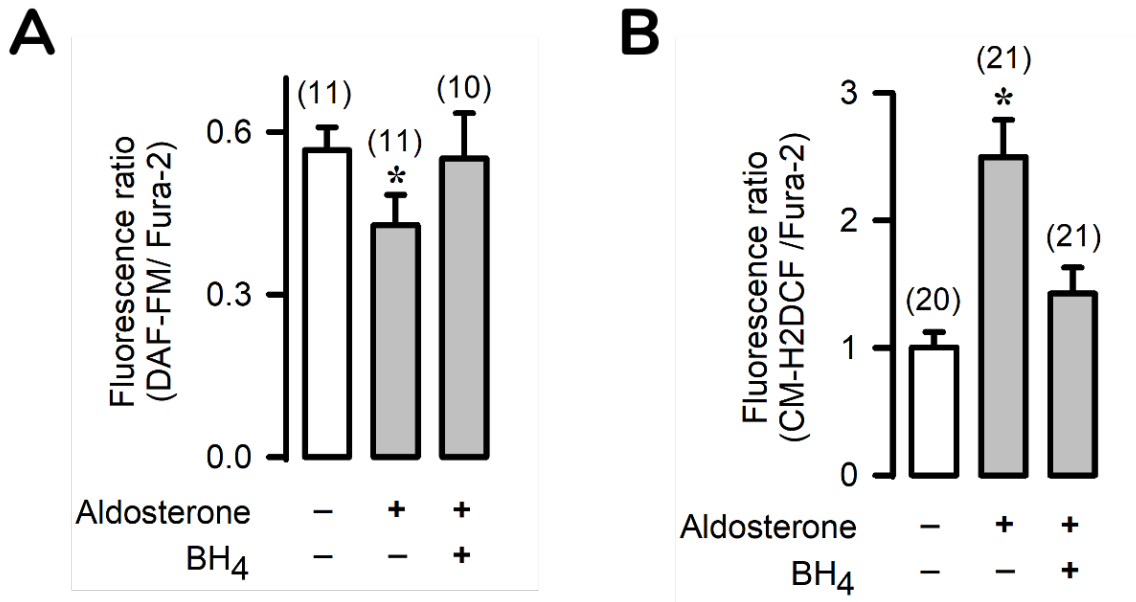 A
Fluorescence ratio
(DAF-FM/ Fura-2)
0.6
0.3
0.0
(11)
(11)
*
(10)
Aldosterone – + +
BH4 – – +
B
Fluorescence ratio
(CM-H2DCF /Fura-2)
3
2
1
0
(20)
(21)
*
(21)
Aldosterone – + +
BH4 – – +